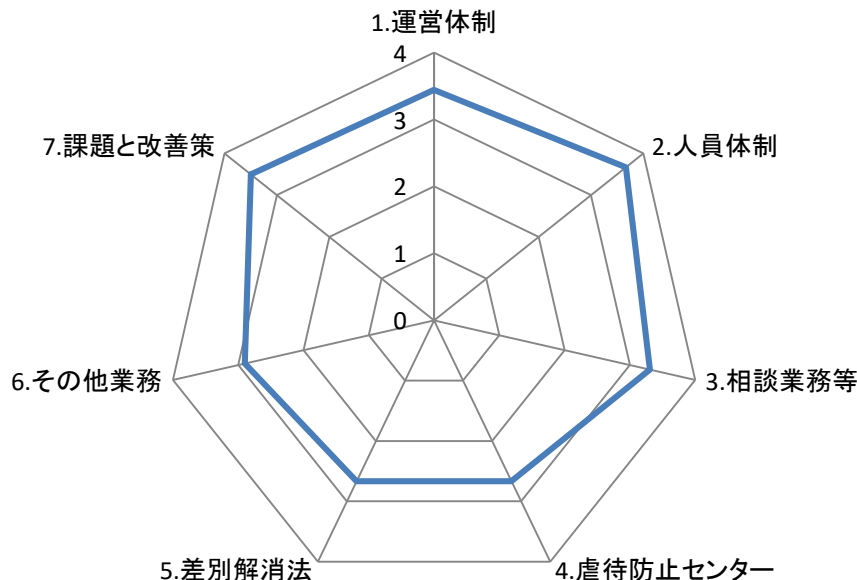 1.運営体制
4
3
2
1
0
2.人員体制
3.相談業務等
4.虐待防止センター
5.差別解消法
6.その他業務
7.課題と改善策